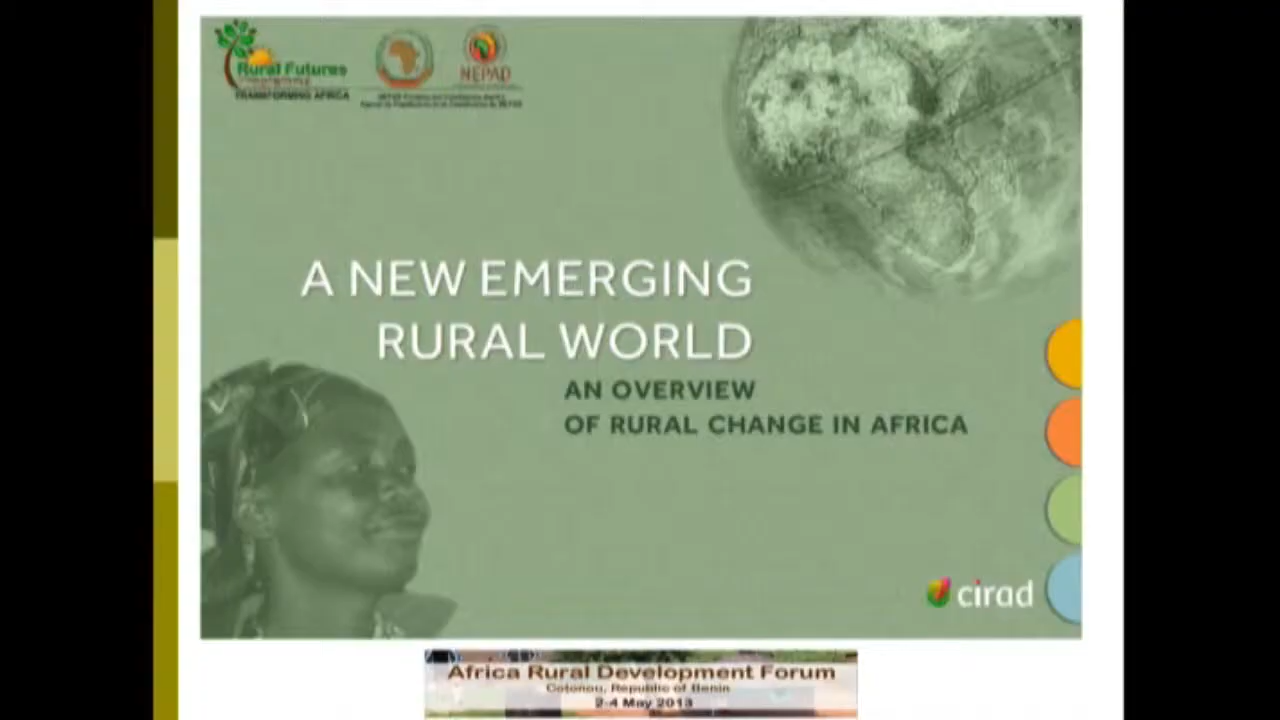 Rural Futures
TRANSFORMING AFRICA
NEPAD
A NEW EMERGING
RURAL WORLD
AN OVERVIEW
OF RURAL CHANGE IN AFRICA
cirad
Africa Rural Development Forum
Cotonou, Republic of Benin
2-4 May 2013